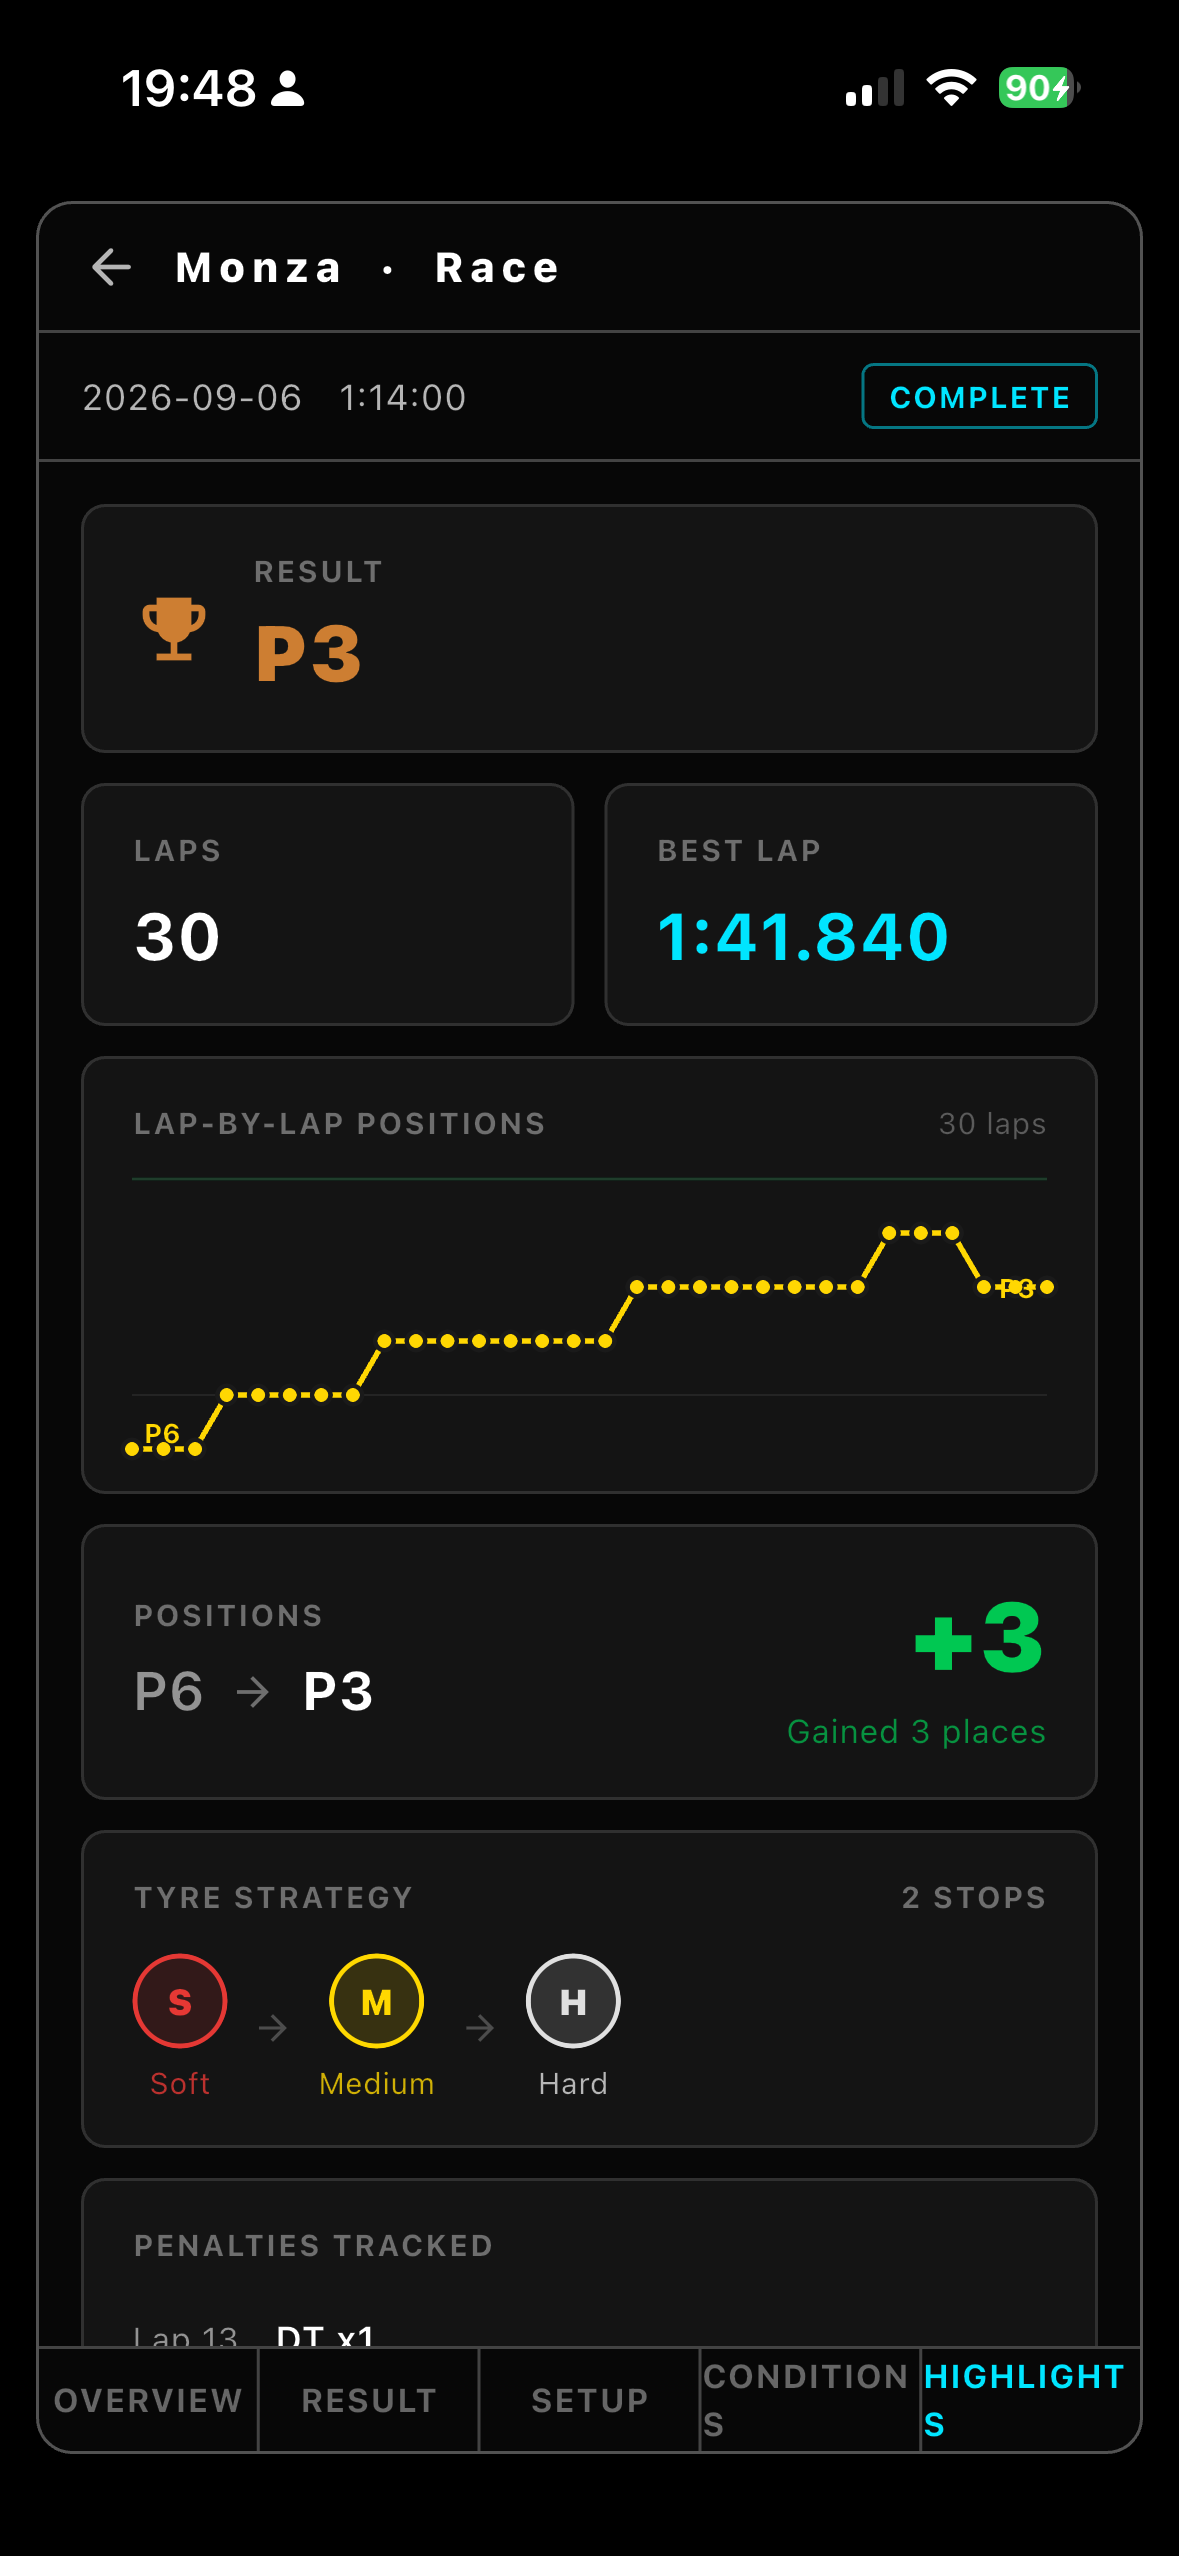 19:48
90
Monza · Race
2026-09-06 1:14:00
COMPLETE
RESULT
P3
LAPS
30
BEST LAP
1:41.840
LAP-BY-LAP POSITIONS
30 laps
P3
P6
POSITIONS
P6 → P3
+3
Gained 3 places
TYRE STRATEGY
2 STOPS
S → M → H
Soft Medium Hard
PENALTIES TRACKED
Lap 13 DT x1
OVERVIEW
RESULT
SETUP
CONDITION
S
HIGHLIGHT
S